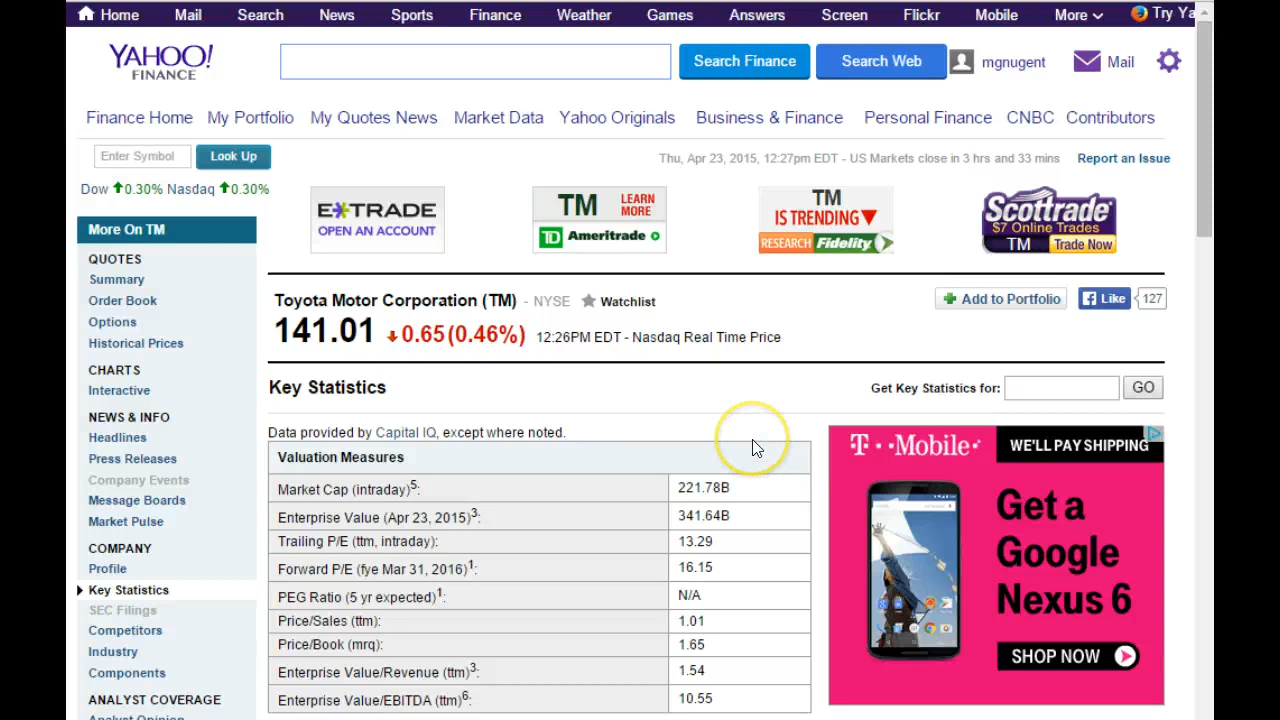 Home Mail Search News Sports Finance Weather Games Answers Screen Flickr Mobile More Try Ya
YAHOO!
FINANCE
Search Finance Search Web mgnugent Mail
Finance Home My Portfolio My Quotes News Market Data Yahoo Originals Business & Finance Personal Finance CNBC Contributors
Enter Symbol Look Up Thu, Apr 23, 2015, 12:27pm EDT - US Markets close in 3 hrs and 33 mins Report an Issue
Dow 0.30% Nasdaq 0.30%
E*TRADE
OPEN AN ACCOUNT
TM LEARN MORE
TD Ameritrade
TM
IS TRENDING
RESEARCH Fidelity
Scottrade
$7 Online Trades
TM Trade Now
More On TM
QUOTES
Summary
Order Book
Options
Historical Prices
CHARTS
Interactive
NEWS & INFO
Headlines
Press Releases
Company Events
Message Boards
Market Pulse
COMPANY
Profile
Key Statistics
SEC Filings
Competitors
Industry
Components
ANALYST COVERAGE
Analyst Opinion
Toyota Motor Corporation (TM) - NYSE Watchlist
Add to Portfolio Like 127
141.01 0.65(0.46%) 12:26PM EDT - Nasdaq Real Time Price
Key Statistics
Get Key Statistics for: GO
Data provided by Capital IQ, except where noted.
Valuation Measures
Market Cap (intraday)5: 221.78B
Enterprise Value (Apr 23, 2015)3: 341.64B
Trailing P/E (ttm, intraday): 13.29
Forward P/E (fye Mar 31, 2016)1: 16.15
PEG Ratio (5 yr expected)1: N/A
Price/Sales (ttm): 1.01
Price/Book (mrq): 1.65
Enterprise Value/Revenue (ttm)3: 1.54
Enterprise Value/EBITDA (ttm)6: 10.55
T··Mobile· WE'LL PAY SHIPPING
Get a
Google
Nexus 6
SHOP NOW